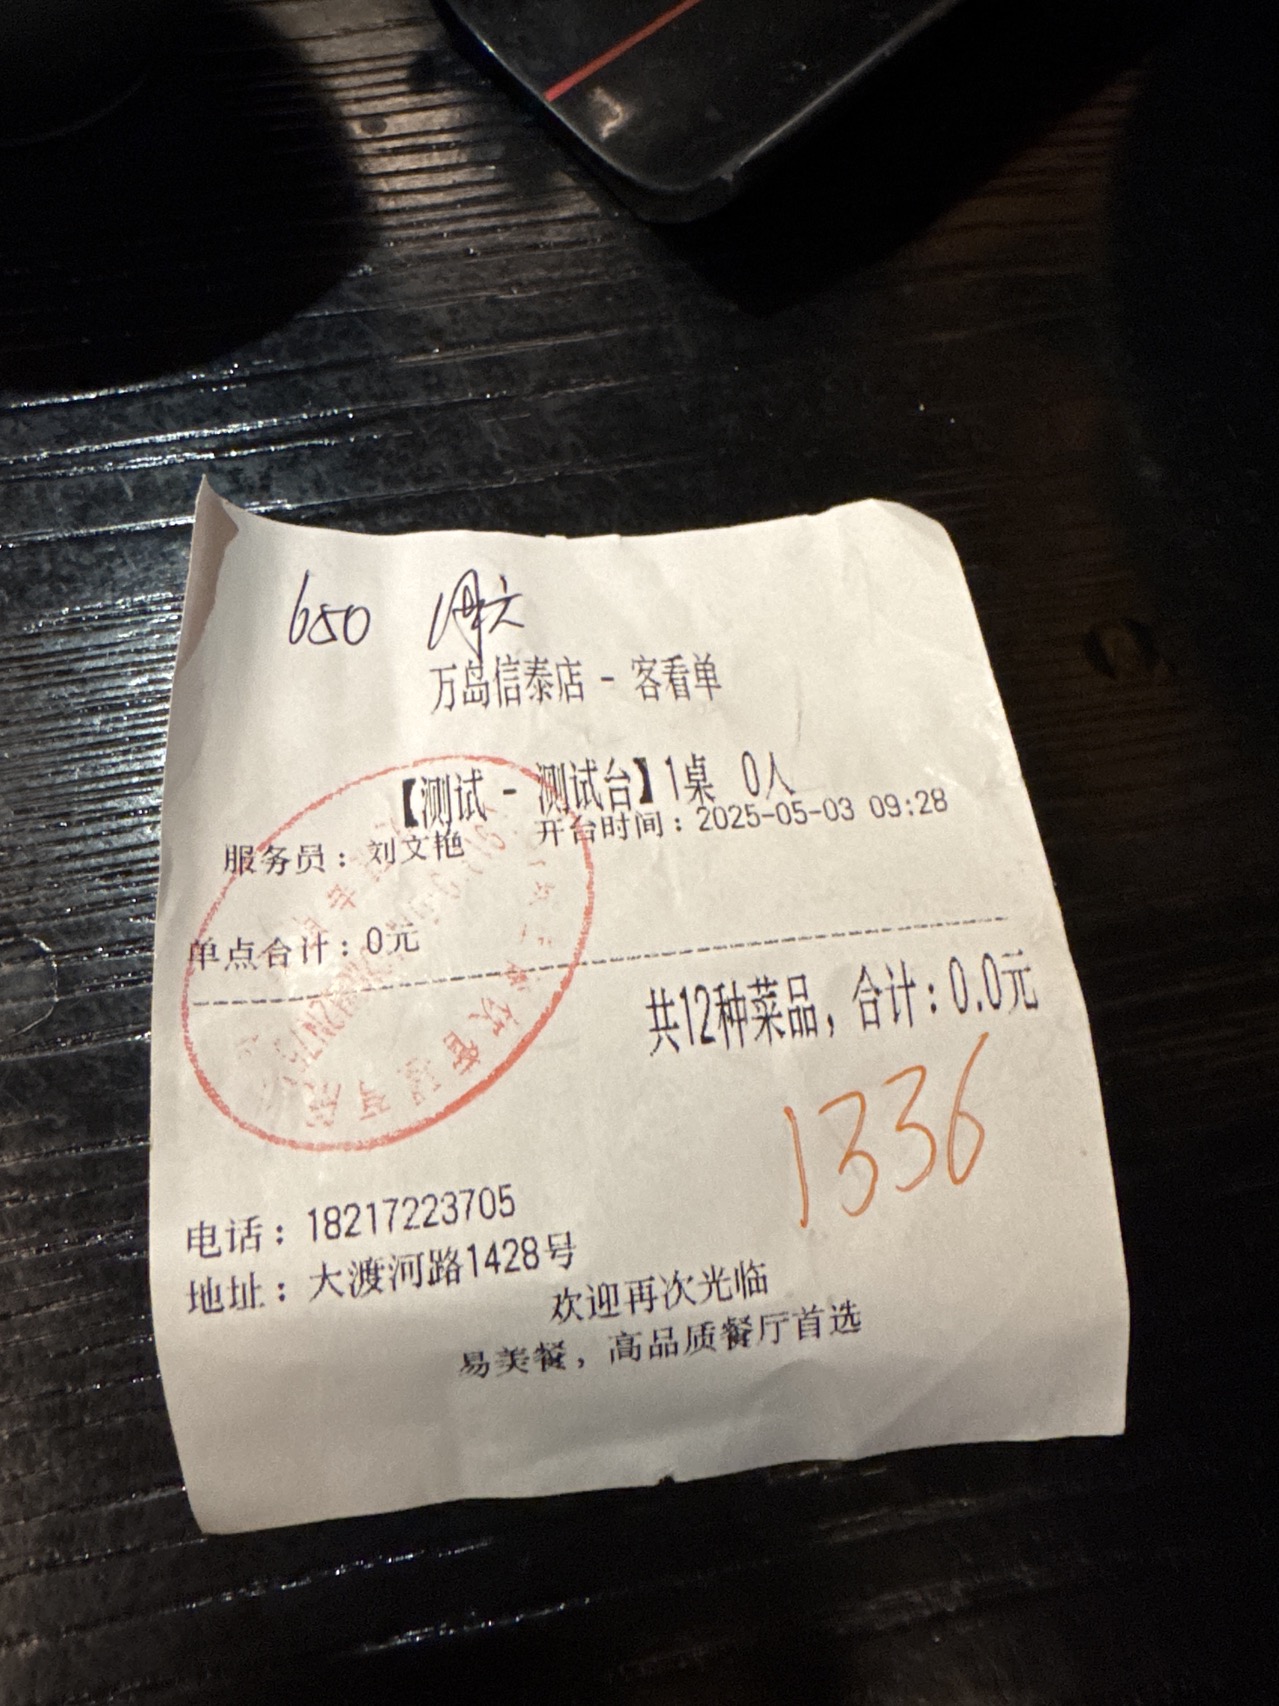 650
万岛信泰店 - 客看单
【测试 - 测试台】1桌 0人
服务员：刘文艳 开台时间：2025-05-03 09:28
单点合计：0元
共12种菜品，合计：0.0元
1336
电话：18217223705
地址：大渡河路1428号
欢迎再次光临
易美餐，高品质餐厅首选